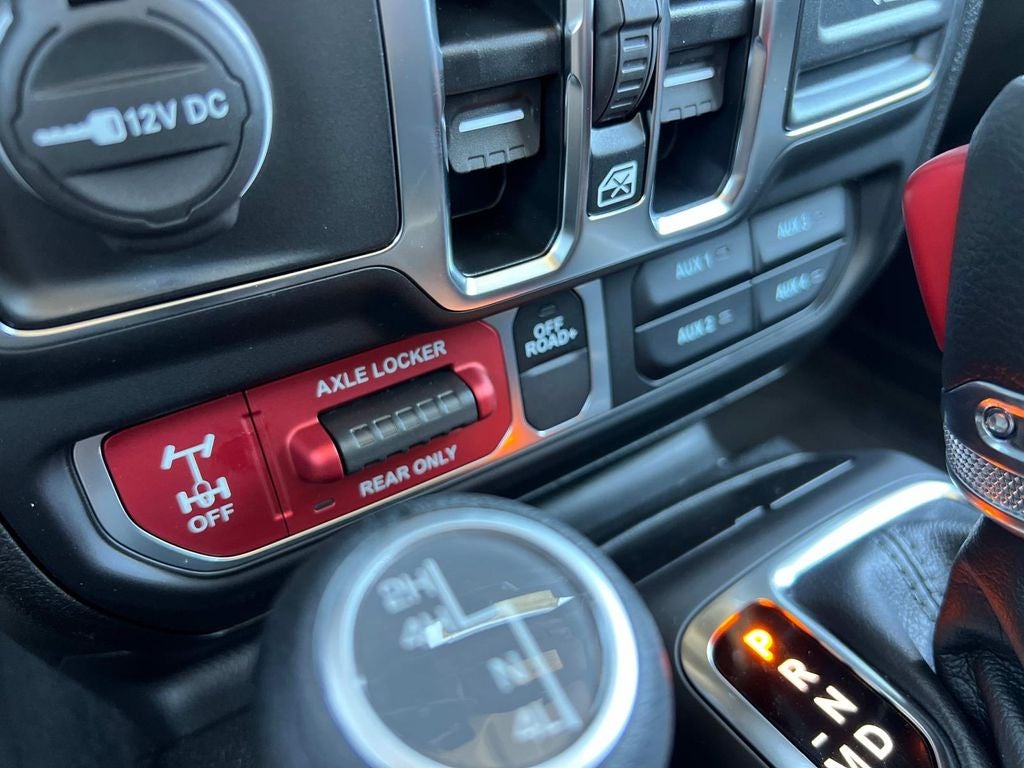 12V DC
AUX 3
AUX 1
AUX 4
AUX 2
OFF
ROAD+
AXLE LOCKER
REAR ONLY
OFF
2H
4H
N
4L
P
R
N
D
M